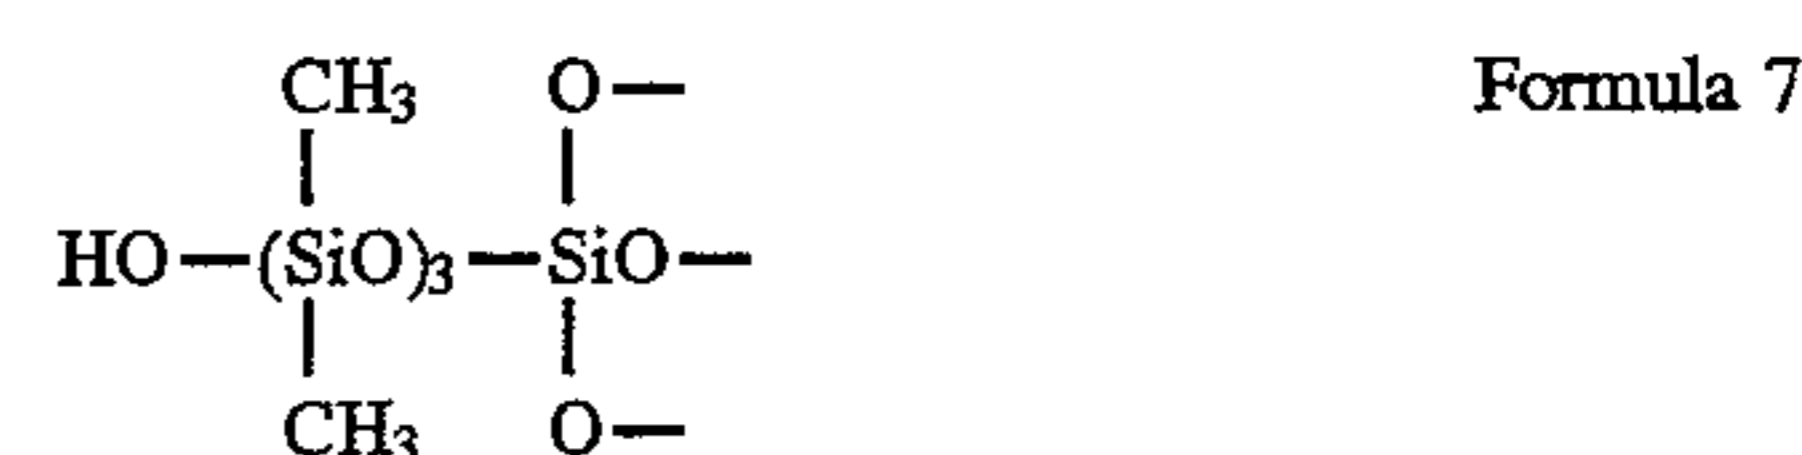 CH3 O— Formula 7
HO—(SiO)3—SiO—
CH3 O—